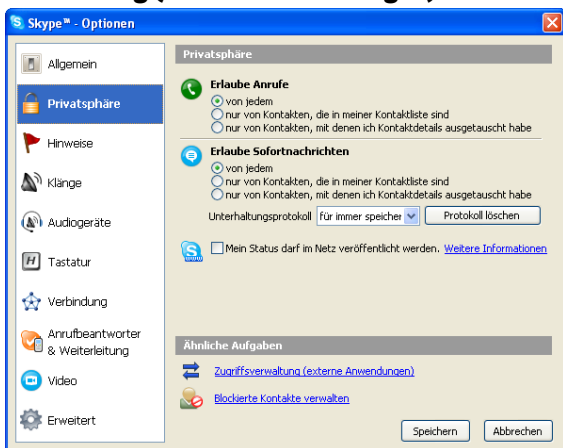 Skype™ - Optionen
Allgemein
Privatsphäre
Hinweise
Klänge
Audiogeräte
Tastatur
Verbindung
Anrufbeantworter
& Weiterleitung
Video
Erweitert
Privatsphäre
Erlaube Anrufe
von jedem
nur von Kontakten, die in meiner Kontaktliste sind
nur von Kontakten, mit denen ich Kontaktdetails ausgetauscht habe
Erlaube Sofortnachrichten
von jedem
nur von Kontakten, die in meiner Kontaktliste sind
nur von Kontakten, mit denen ich Kontaktdetails ausgetauscht habe
Unterhaltungsprotokoll für immer speicher Protokoll löschen
Mein Status darf im Netz veröffentlicht werden. Weitere Informationen
Ähnliche Aufgaben
Zugriffsverwaltung (externe Anwendungen)
Blockierte Kontakte verwalten
Speichern Abbrechen